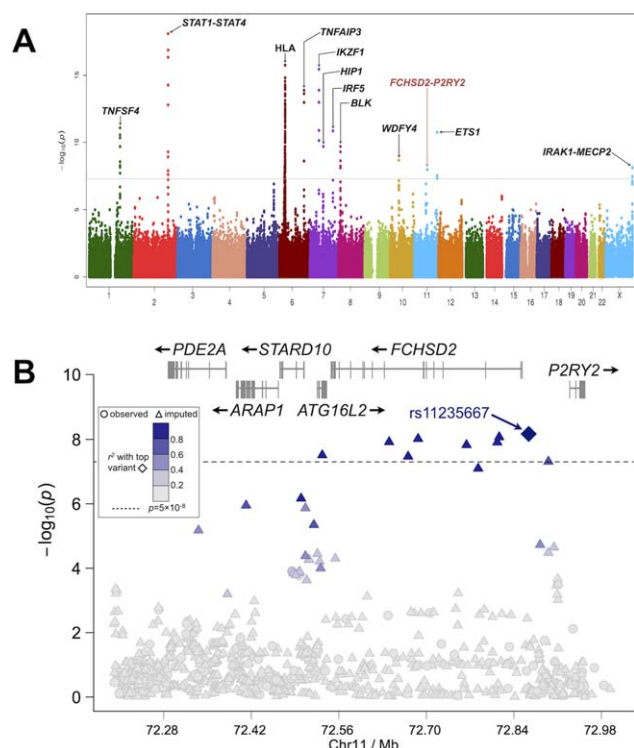 A
STAT1-STAT4
TNFSF4
HLA
TNFAIP3
IKZF1
HIP1
IRF5
BLK
FCHSD2-P2RY2
WDFY4
ETS1
IRAK1-MECP2
−log10(p)
15
10
5
0
1 2 3 4 5 6 7 8 9 10 11 12 13 14 15 16 17 18 19 20 21 22 X
B
←PDE2A ←STARD10 ←FCHSD2 P2RY2→
←ARAP1 ATG16L2→
○ observed △ imputed
r² with top variant ◇
0.8
0.6
0.4
0.2
p=5×10⁻⁸
rs11235667
−log10(p)
10
8
6
4
2
0
72.28 72.42 72.56 72.70 72.84 72.98
Chr11 / Mb